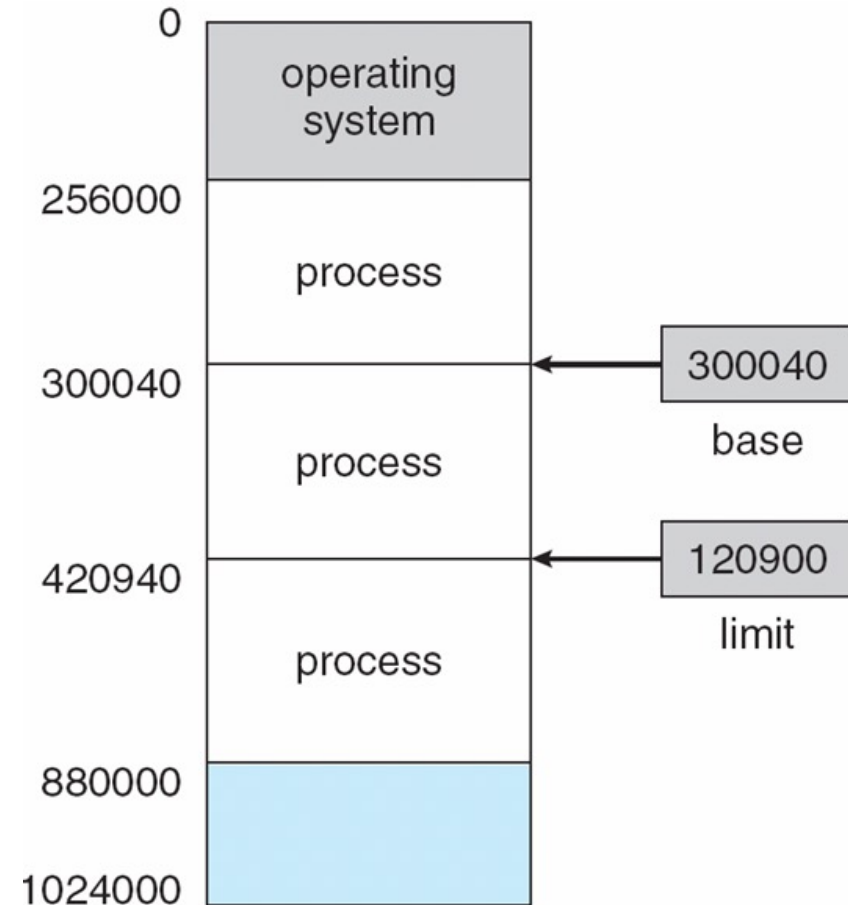 0
operating
system
256000
process
300040
300040
base
process
420940
120900
limit
process
880000
1024000